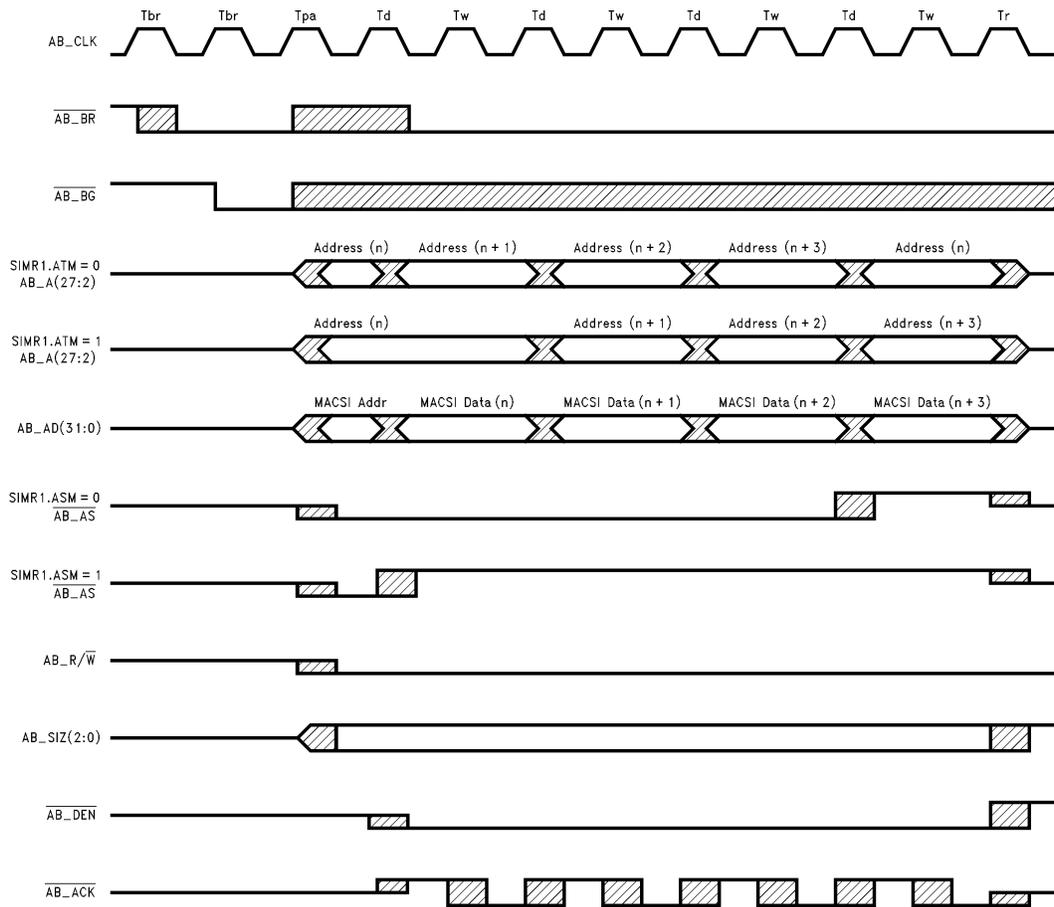 Tbr Tbr Tpa Td Tw Td Tw Td Tw Td Tw Tr
AB_CLK
AB_BR
AB_BG
Address (n) Address (n + 1) Address (n + 2) Address (n + 3) Address (n)
SIMR1.ATM = 0
AB_A(27:2)
Address (n) Address (n + 1) Address (n + 2) Address (n + 3)
SIMR1.ATM = 1
AB_A(27:2)
MACSI Addr MACSI Data (n) MACSI Data (n + 1) MACSI Data (n + 2) MACSI Data (n + 3)
AB_AD(31:0)
SIMR1.ASM = 0
AB_AS
SIMR1.ASM = 1
AB_AS
AB_R/W
AB_SIZ(2:0)
AB_DEN
AB_ACK